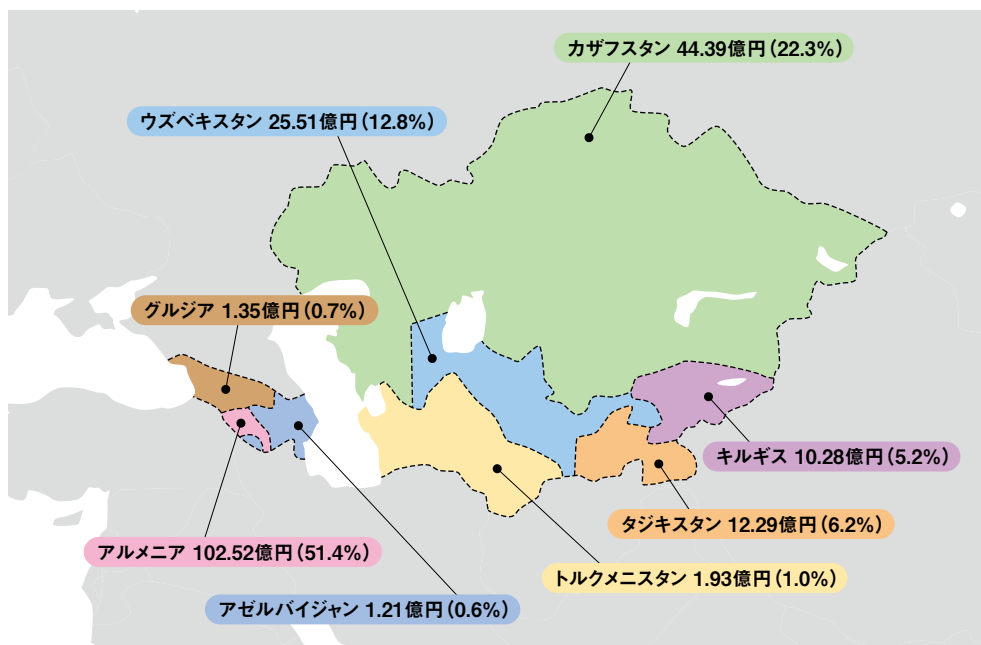 カザフスタン 44.39億円（22.3%）
ウズベキスタン 25.51億円（12.8%）
グルジア 1.35億円（0.7%）
キルギス 10.28億円（5.2%）
タジキスタン 12.29億円（6.2%）
アルメニア 102.52億円（51.4%）
トルクメニスタン 1.93億円（1.0%）
アゼルバイジャン 1.21億円（0.6%）